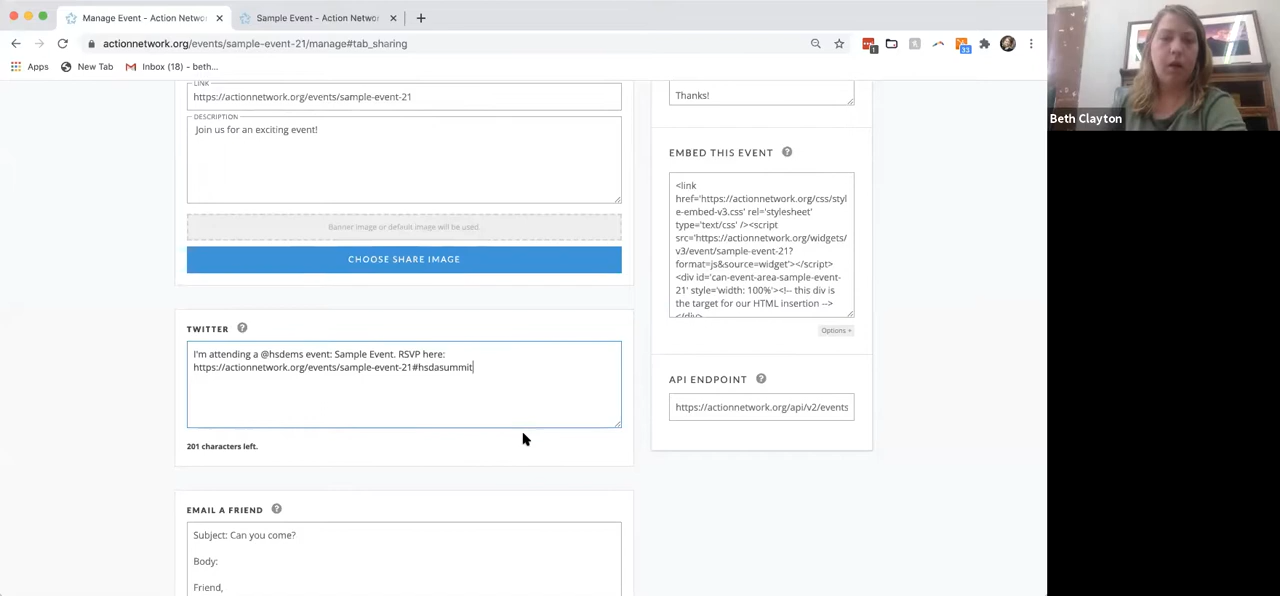 Manage Event - Action Networ
Sample Event - Action Networ
actionnetwork.org/events/sample-event-21/manage#tab_sharing
1
33
Apps
New Tab
Inbox (18) - beth...
LINK
https://actionnetwork.org/events/sample-event-21
DESCRIPTION
Join us for an exciting event!
Banner image or default image will be used.
CHOOSE SHARE IMAGE
TWITTER ?
I'm attending a @hsdems event: Sample Event. RSVP here:
https://actionnetwork.org/events/sample-event-21#hsdasummit
201 characters left.
EMAIL A FRIEND ?
Subject: Can you come?
Body:
Friend,
Thanks!
EMBED THIS EVENT ?
<link
href='https://actionnetwork.org/css/styl
e-embed-v3.css' rel='stylesheet'
type='text/css' /><script
src='https://actionnetwork.org/widgets/
v3/event/sample-event-21?
format=js&source=widget'></script>
<div id='can-event-area-sample-event-
21' style='width: 100%'><!-- this div is
the target for our HTML insertion -->
</div>
Options +
API ENDPOINT ?
https://actionnetwork.org/api/v2/events
Beth Clayton